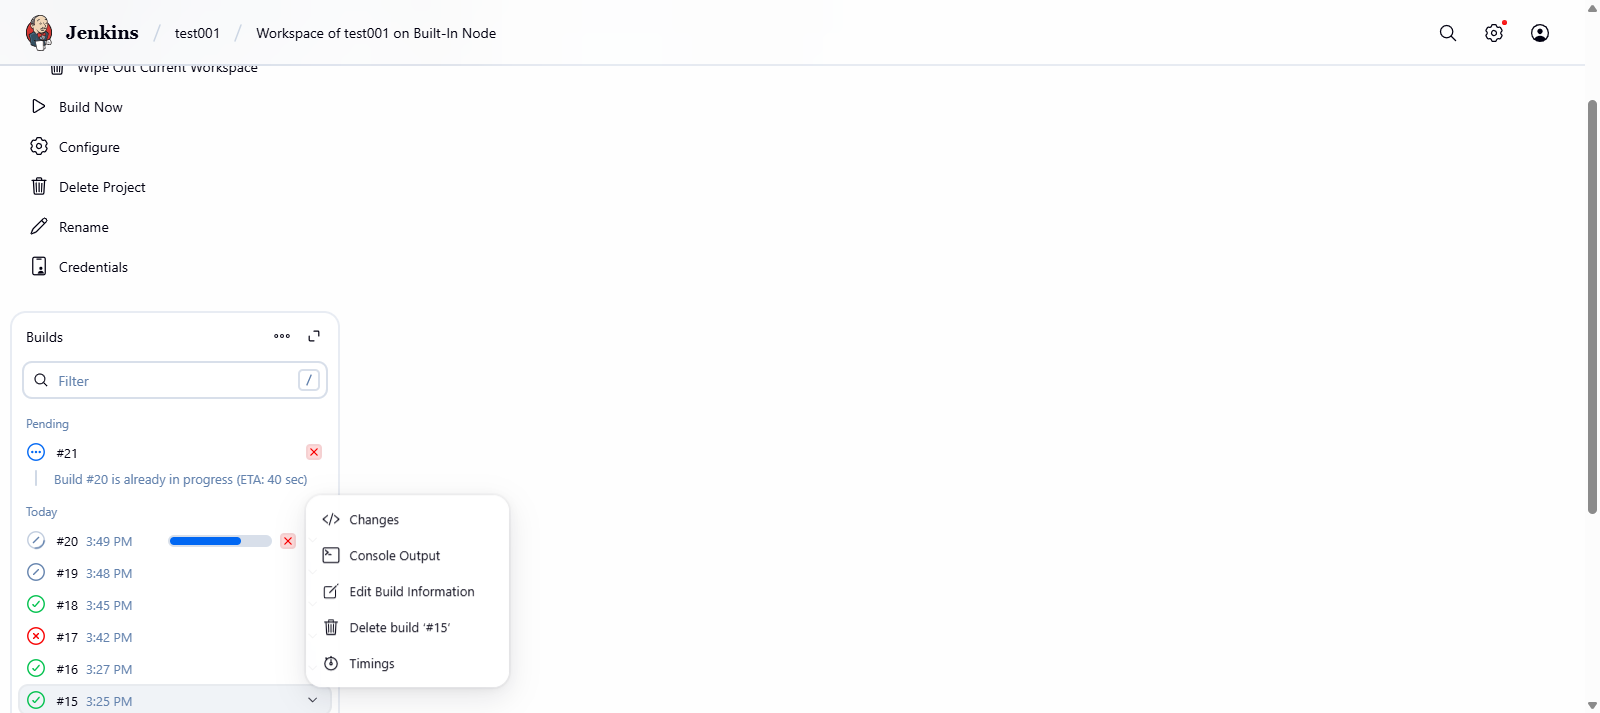 Jenkins / test001 / Workspace of test001 on Built-In Node
Wipe Out Current Workspace
Build Now
Configure
Delete Project
Rename
Credentials
Builds
Filter /
Pending
#21
Build #20 is already in progress (ETA: 40 sec)
Today
#20 3:49 PM
#19 3:48 PM
#18 3:45 PM
#17 3:42 PM
#16 3:27 PM
#15 3:25 PM
Changes
Console Output
Edit Build Information
Delete build ‘#15’
Timings